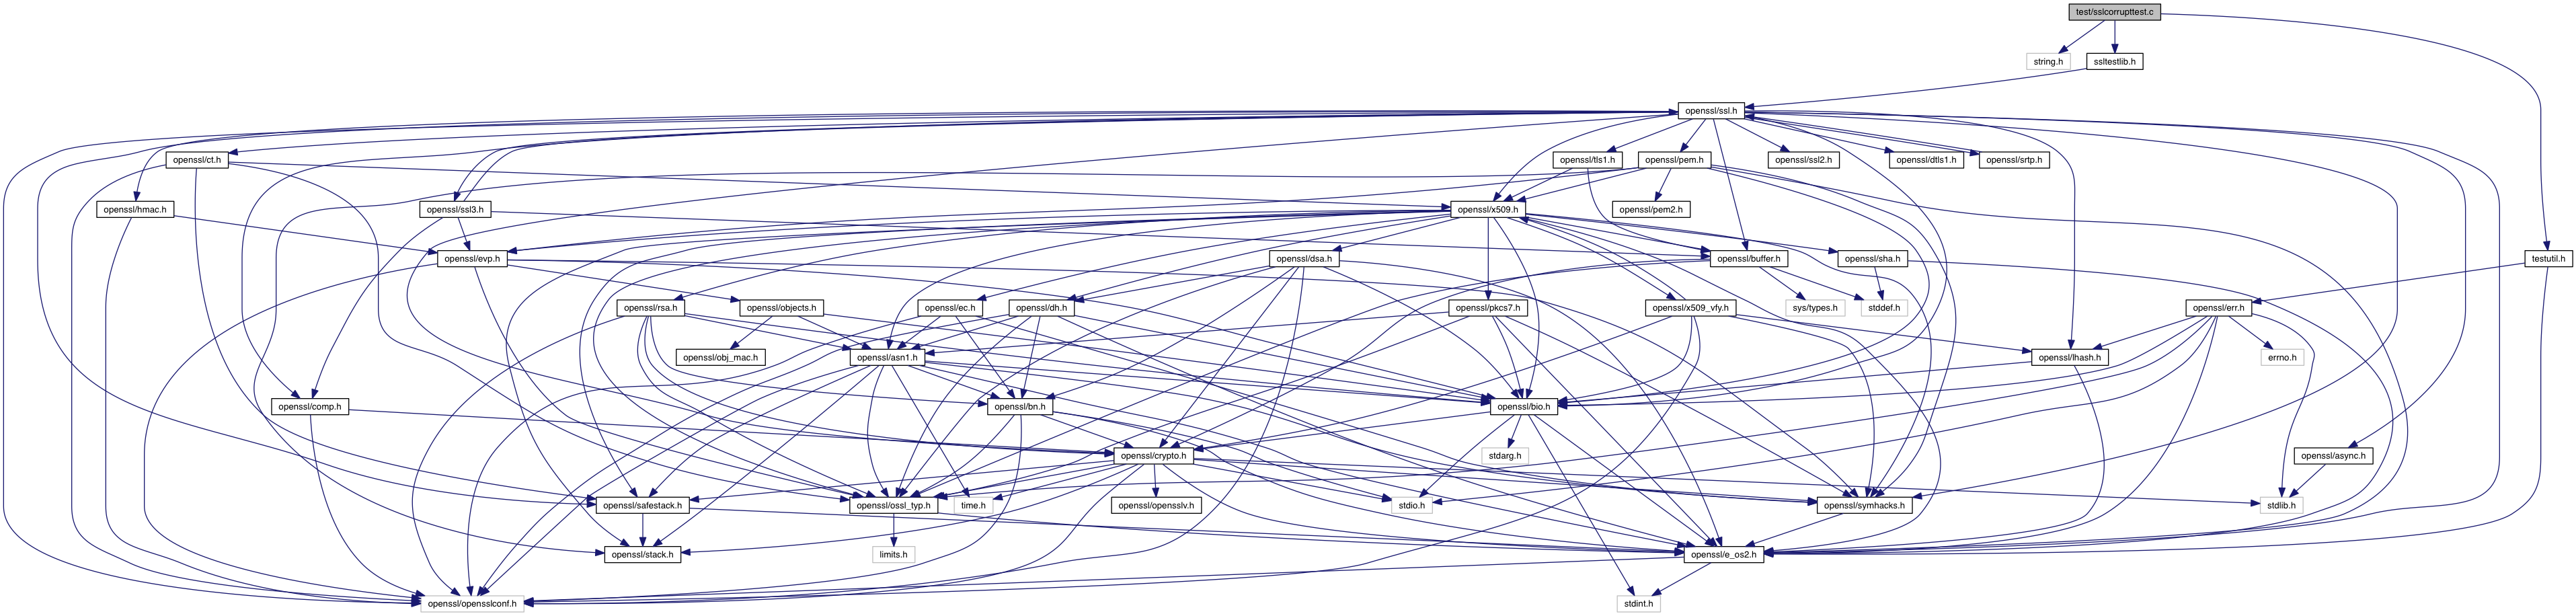 test/sslcorrupttest.c
string.h
ssltestlib.h
openssl/ssl.h
openssl/ct.h
openssl/tls1.h
openssl/pem.h
openssl/ssl2.h
openssl/dtls1.h
openssl/srtp.h
openssl/hmac.h
openssl/ssl3.h
openssl/x509.h
openssl/pem2.h
openssl/evp.h
openssl/dsa.h
openssl/buffer.h
openssl/sha.h
testutil.h
openssl/rsa.h
openssl/objects.h
openssl/ec.h
openssl/dh.h
openssl/pkcs7.h
openssl/x509_vfy.h
sys/types.h
stddef.h
openssl/err.h
openssl/obj_mac.h
openssl/asn1.h
openssl/lhash.h
errno.h
openssl/comp.h
openssl/bn.h
openssl/bio.h
openssl/crypto.h
stdarg.h
openssl/async.h
openssl/safestack.h
openssl/ossl_typ.h
time.h
openssl/opensslv.h
stdio.h
openssl/symhacks.h
stdlib.h
openssl/stack.h
limits.h
openssl/e_os2.h
openssl/opensslconf.h
stdint.h